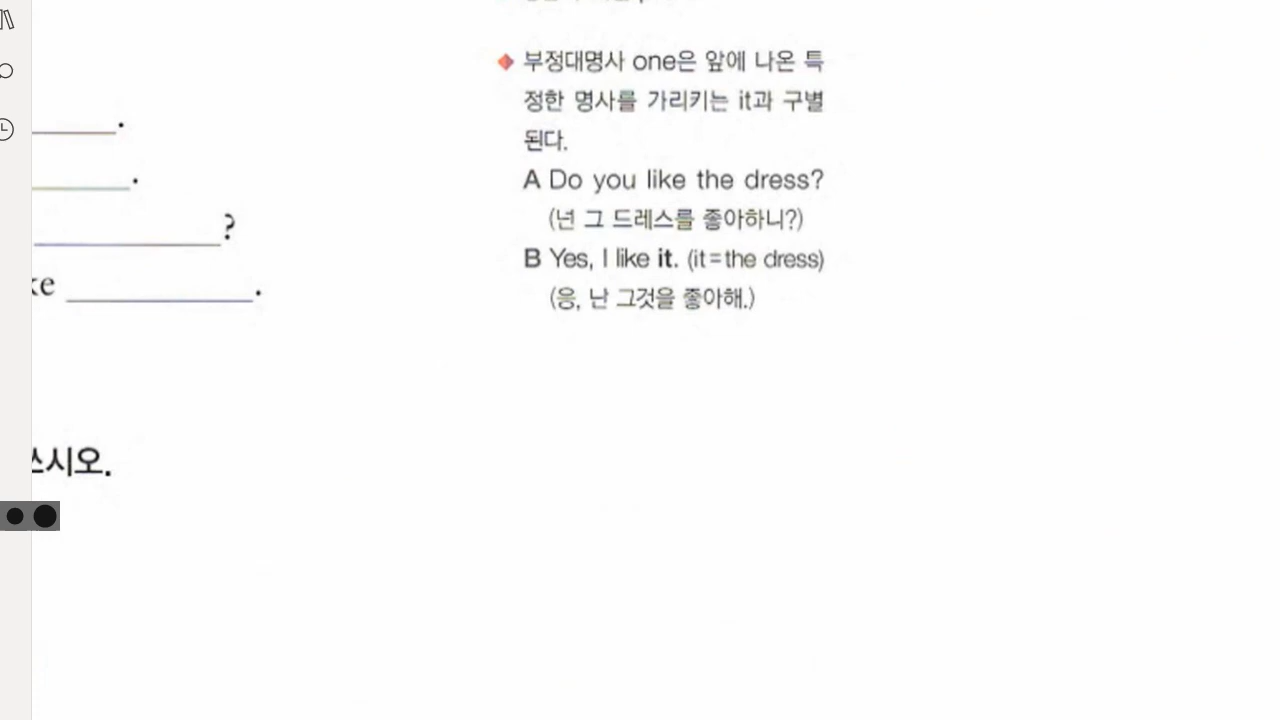 부정대명사 one은 앞에 나온 특
정한 명사를 가리키는 it과 구별
된다.
A Do you like the dress?
(넌 그 드레스를 좋아하니?)
B Yes, I like it. (it=the dress)
(응, 난 그것을 좋아해.)
.
.
?
ke .
쓰시오.